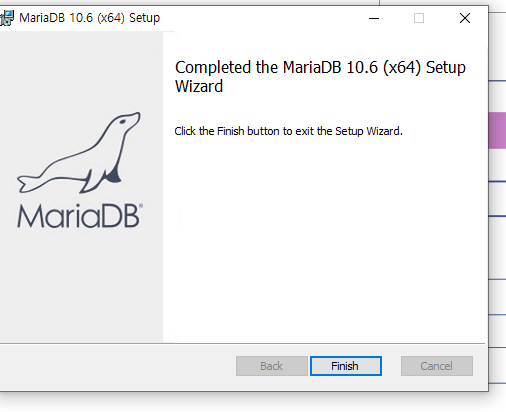 MariaDB 10.6 (x64) Setup
Completed the MariaDB 10.6 (x64) Setup
Wizard
Click the Finish button to exit the Setup Wizard.
MariaDB®
Back
Finish
Cancel